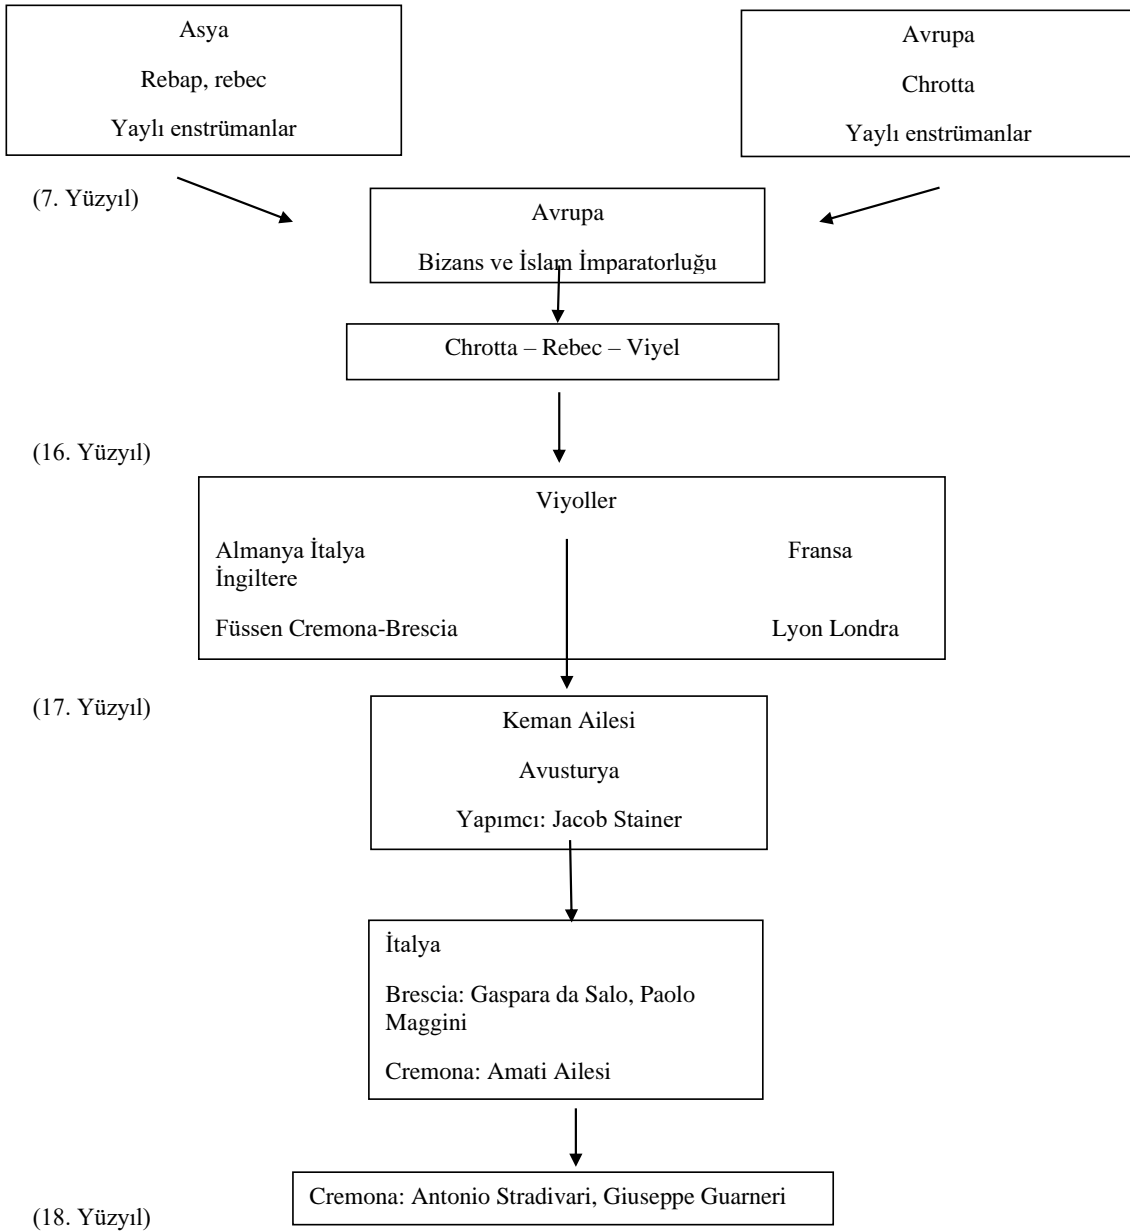 Asya
Rebap, rebec
Yaylı enstrümanlar
Avrupa
Chrotta
Yaylı enstrümanlar
(7. Yüzyıl)
Avrupa
Bizans ve İslam İmparatorluğu
Chrotta – Rebec – Viyel
(16. Yüzyıl)
Viyoller
Almanya İtalya Fransa
İngiltere
Füssen Cremona-Brescia Lyon Londra
(17. Yüzyıl)
Keman Ailesi
Avusturya
Yapımcı: Jacob Stainer
İtalya
Brescia: Gaspara da Salo, Paolo
Maggini
Cremona: Amati Ailesi
Cremona: Antonio Stradivari, Giuseppe Guarneri
(18. Yüzyıl)